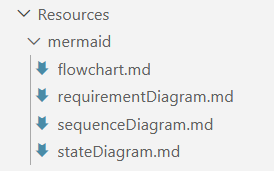 Resources
mermaid
flowchart.md
requirementDiagram.md
sequenceDiagram.md
stateDiagram.md